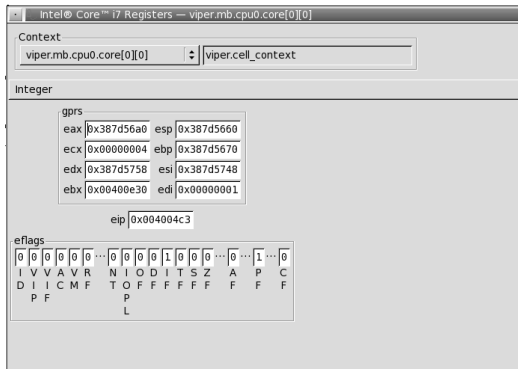 Intel® Core™ i7 Registers — viper.mb.cpu0.core[0][0]
Context
viper.mb.cpu0.core[0][0] viper.cell_context
Integer
gprs
eax 0x387d56a0 esp 0x387d5660
ecx 0x00000004 ebp 0x387d5670
edx 0x387d5758 esi 0x387d5748
ebx 0x00400e30 edi 0x00000001
eip 0x004004c3
eflags
0 0 0 0 0 0 ... 0 0 0 0 0 1 0 0 0 ... 0 ... 1 ... 0
I V V A C V R N I O D I T S Z A P C
D I I C M F T O F F F F F F F F F
P F P
L